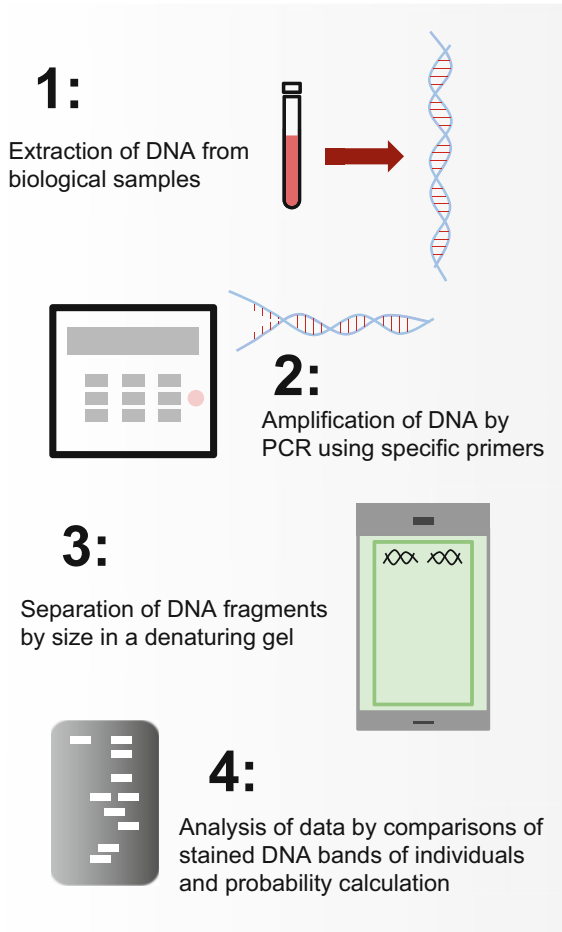 1:
Extraction of DNA from
biological samples
2:
Amplification of DNA by
PCR using specific primers
3:
Separation of DNA fragments
by size in a denaturing gel
4:
Analysis of data by comparisons of
stained DNA bands of individuals
and probability calculation